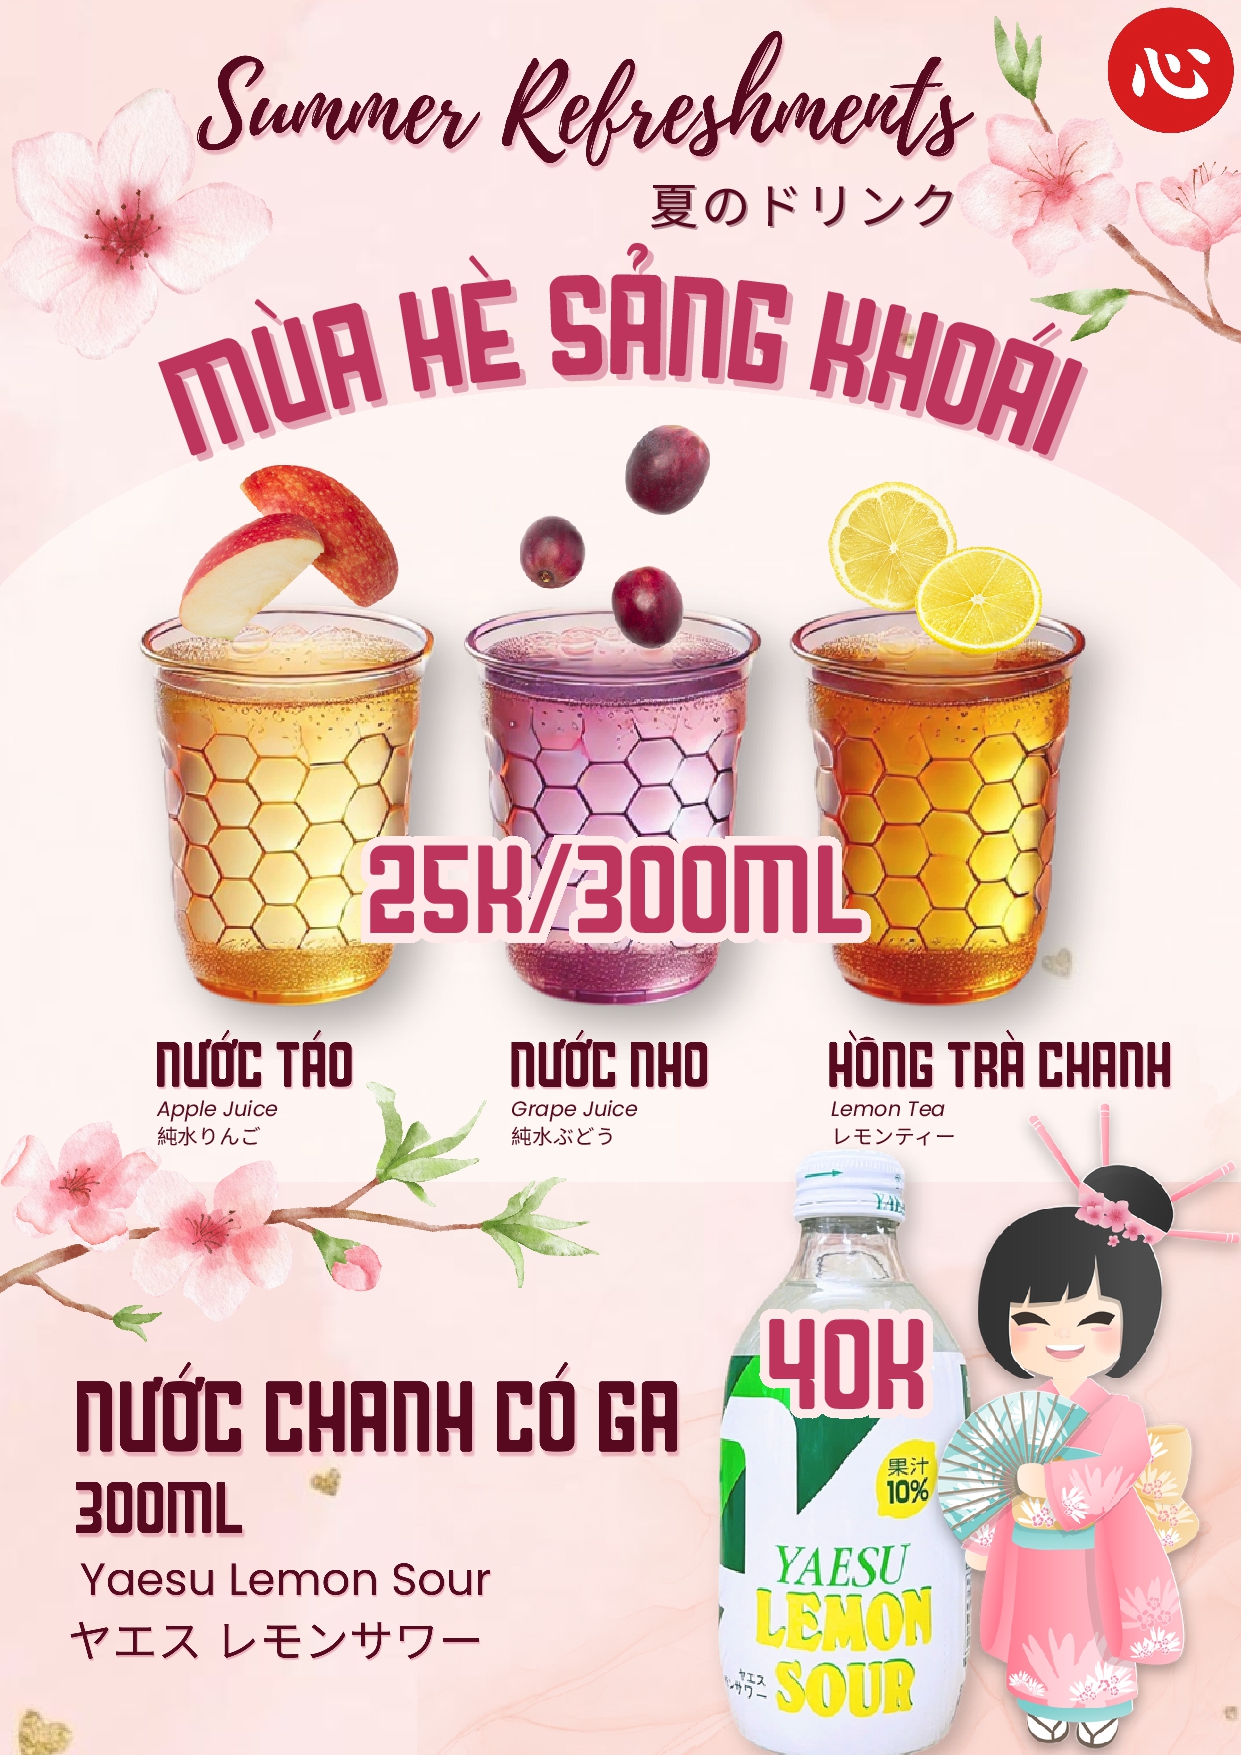 心
Summer Refreshments
夏のドリンク
MÙA HÈ SẢNG KHOÁI
25K/300ML
NƯỚC TÁO
Apple Juice
純水りんご
NƯỚC NHO
Grape Juice
純水ぶどう
HỒNG TRÀ CHANH
Lemon Tea
レモンティー
NƯỚC CHANH CÓ GA
300ML
Yaesu Lemon Sour
ヤエス レモンサワー
40K
果汁
10%
YAESU
LEMON
SOUR
ヤエス